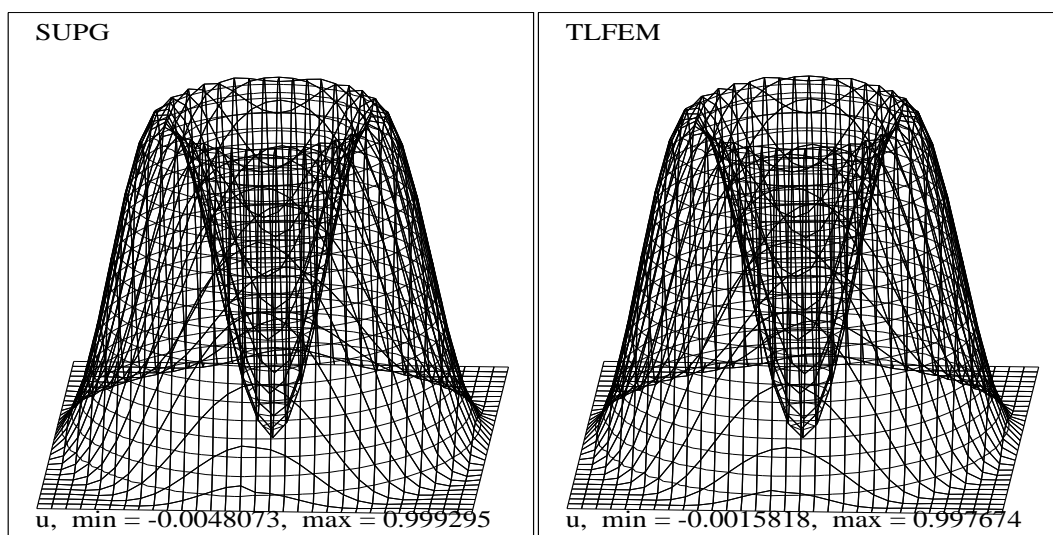 SUPG
u, min = -0.0048073, max = 0.999295
TLFEM
u, min = -0.0015818, max = 0.997674